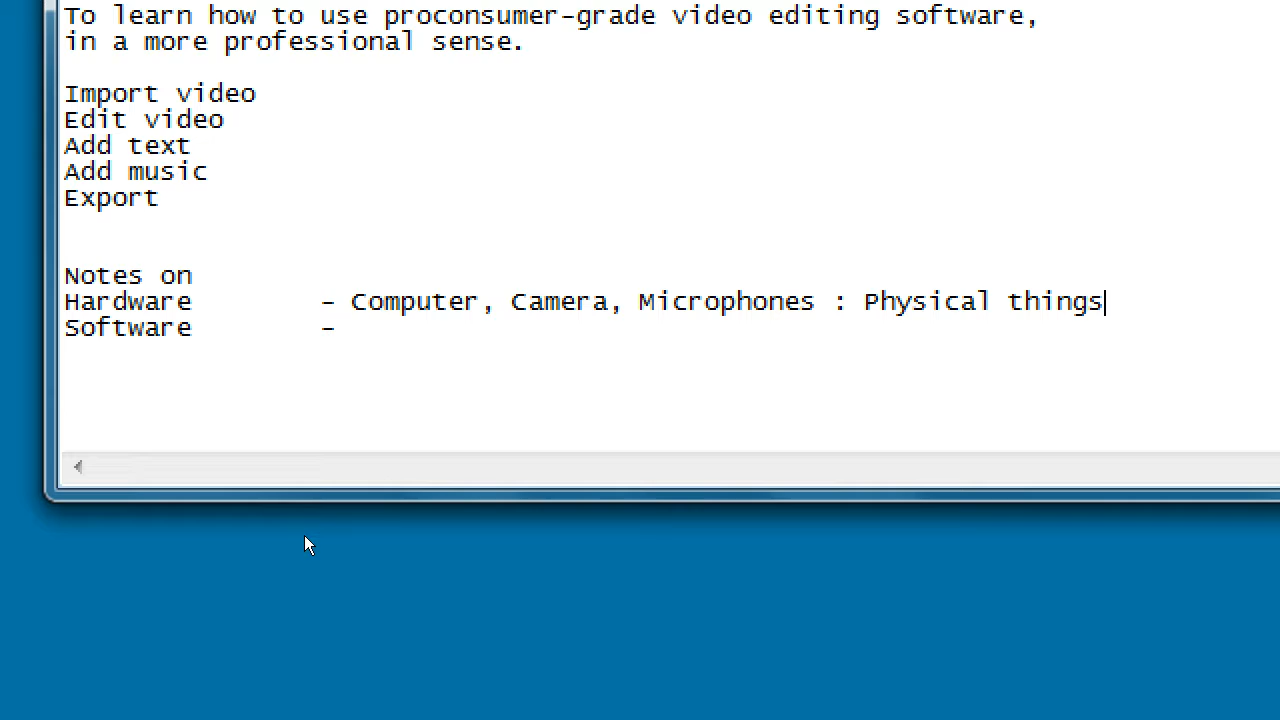 To learn how to use proconsumer-grade video editing software,
in a more professional sense.
Import video
Edit video
Add text
Add music
Export
Notes on
Hardware - Computer, Camera, Microphones : Physical things
Software -